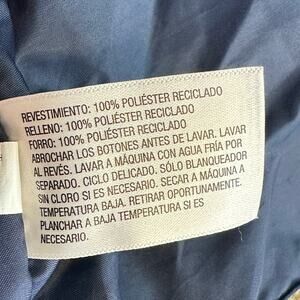 REVESTIMIENTO: 100% POLIÉSTER RECICLADO
RELLENO: 100% POLIÉSTER RECICLADO
FORRO: 100% POLIÉSTER RECICLADO
ABROCHAR LOS BOTONES ANTES DE LAVAR. LAVAR
AL REVÉS. LAVAR A MÁQUINA CON AGUA FRÍA POR
SEPARADO. CICLO DELICADO. SÓLO BLANQUEADOR
SIN CLORO SI ES NECESARIO. SECAR A MÁQUINA A
TEMPERATURA BAJA. RETIRAR OPORTUNAMENTE.
PLANCHAR A BAJA TEMPERATURA SI ES
NECESARIO.